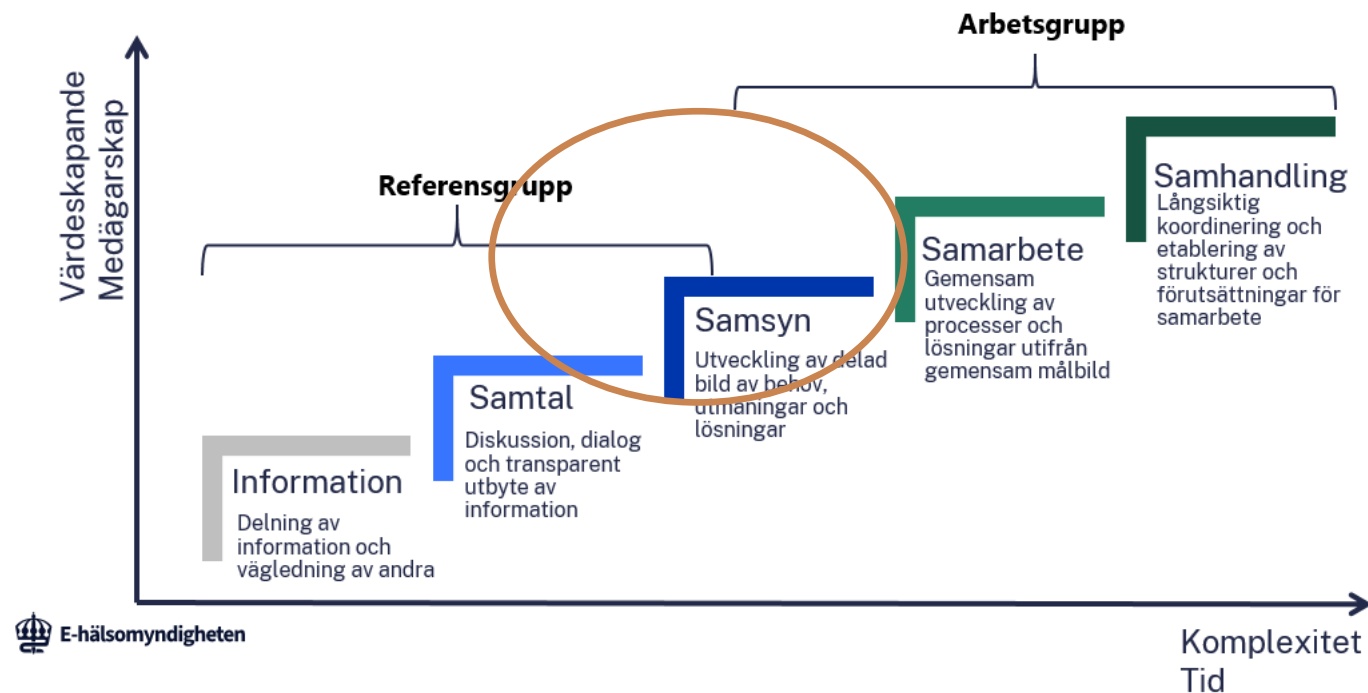 Arbetsgrupp
Värdeskapande
Medägarskap
Referensgrupp
Samhandling
Långsiktig
koordinering och
etablering av
strukturer och
förutsättningar för
samarbete
Samarbete
Gemensam
utveckling av
processer och
lösningar utifrån
gemensam målbild
Samsyn
Utveckling av delad
bild av behov,
utmaningar och
lösningar
Samtal
Diskussion, dialog
och transparent
utbyte av
information
Information
Delning av
information och
vägledning av andra
E-hälsomyndigheten
Komplexitet
Tid